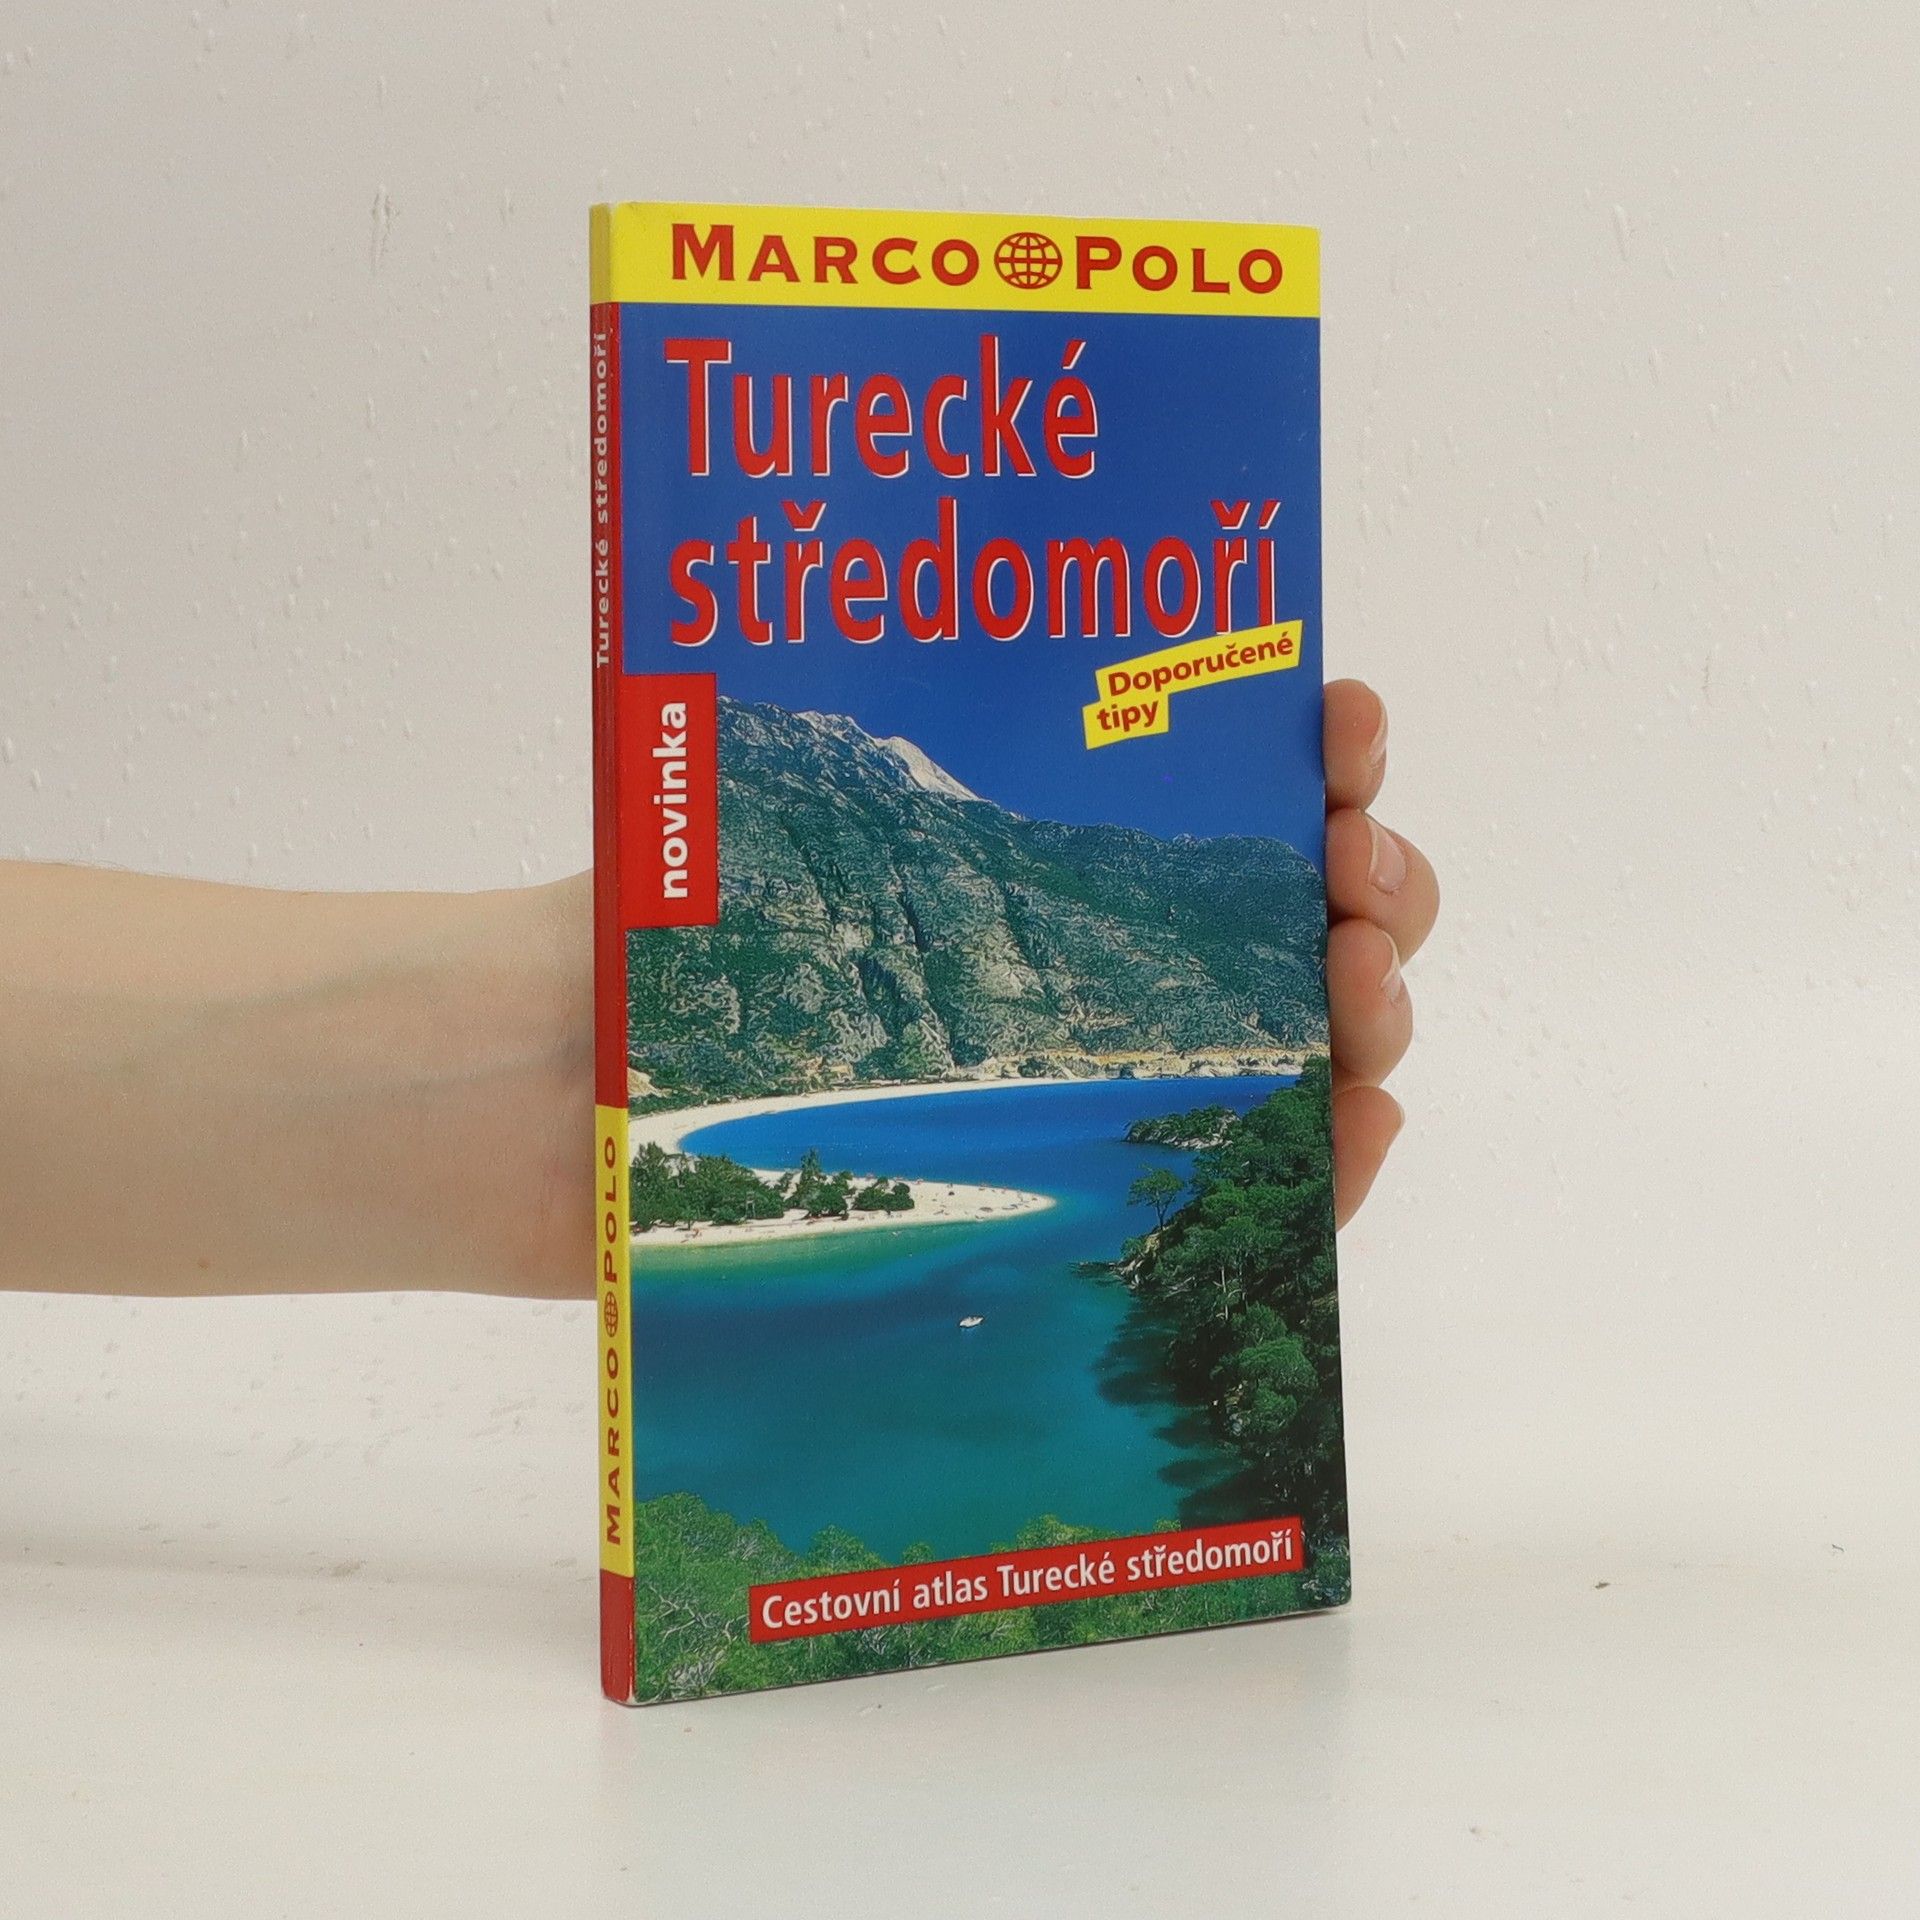 MARCO POLO
Turecké
středomoří
Doporučené
tipy
novinka
Cestovní atlas Turecké středomoří
Turecké středomoří
MARCO POLO